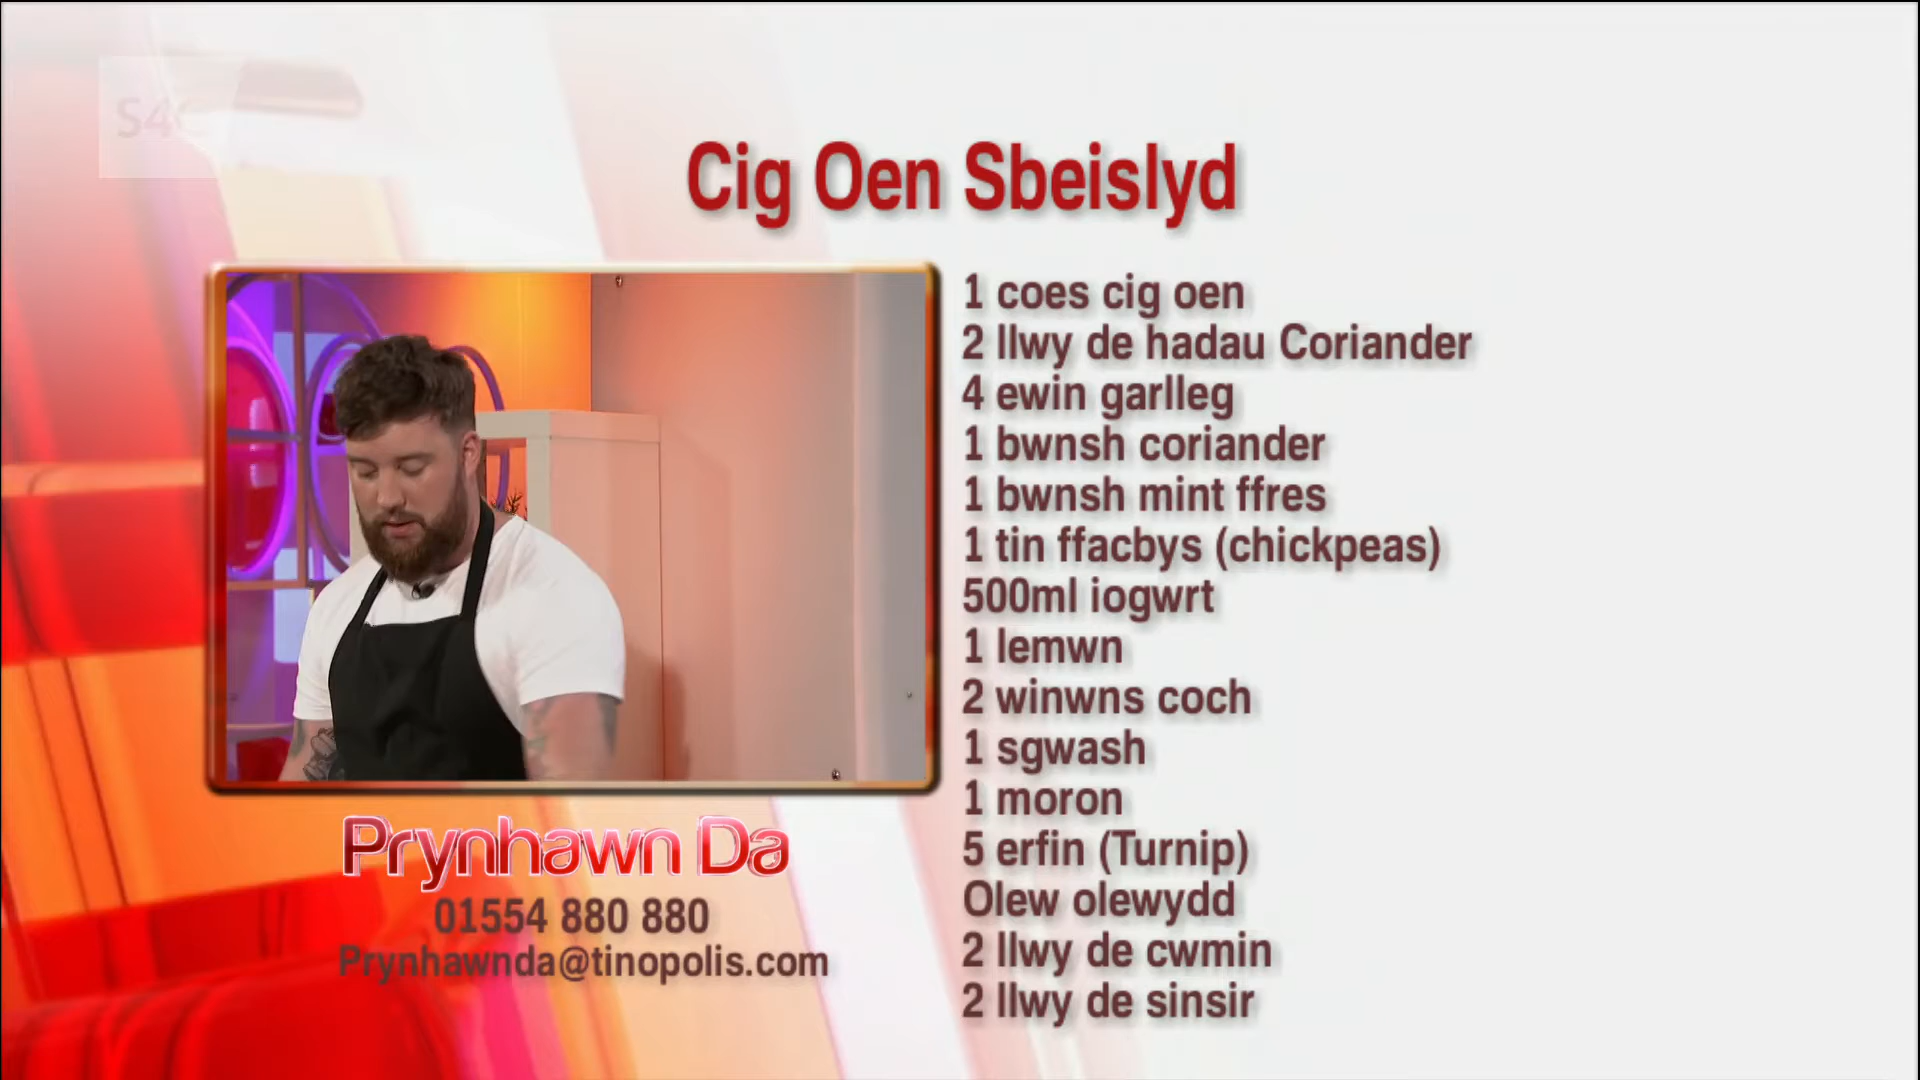 S4C
Cig Oen Sbeislyd
1 coes cig oen
2 llwy de hadau Coriander
4 ewin garlleg
1 bwnsh coriander
1 bwnsh mint ffres
1 tin ffacbys (chickpeas)
500ml iogwrt
1 lemwn
2 winwns coch
1 sgwash
1 moron
5 erfin (Turnip)
Olew olewydd
2 llwy de cwmin
2 llwy de sinsir
Prynhawn Da
01554 880 880
Prynhawnda@tinopolis.com